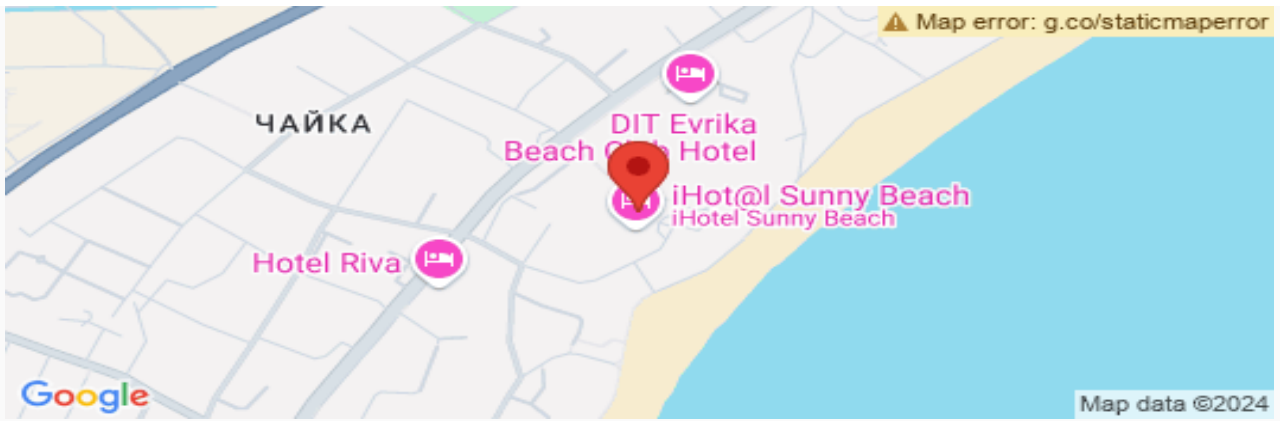 Map error: g.co/staticmaperror
ЧАЙКА
DIT Evrika
Beach Club Hotel
iHot@l Sunny Beach
iHotel Sunny Beach
Hotel Riva
Google
Map data ©2024